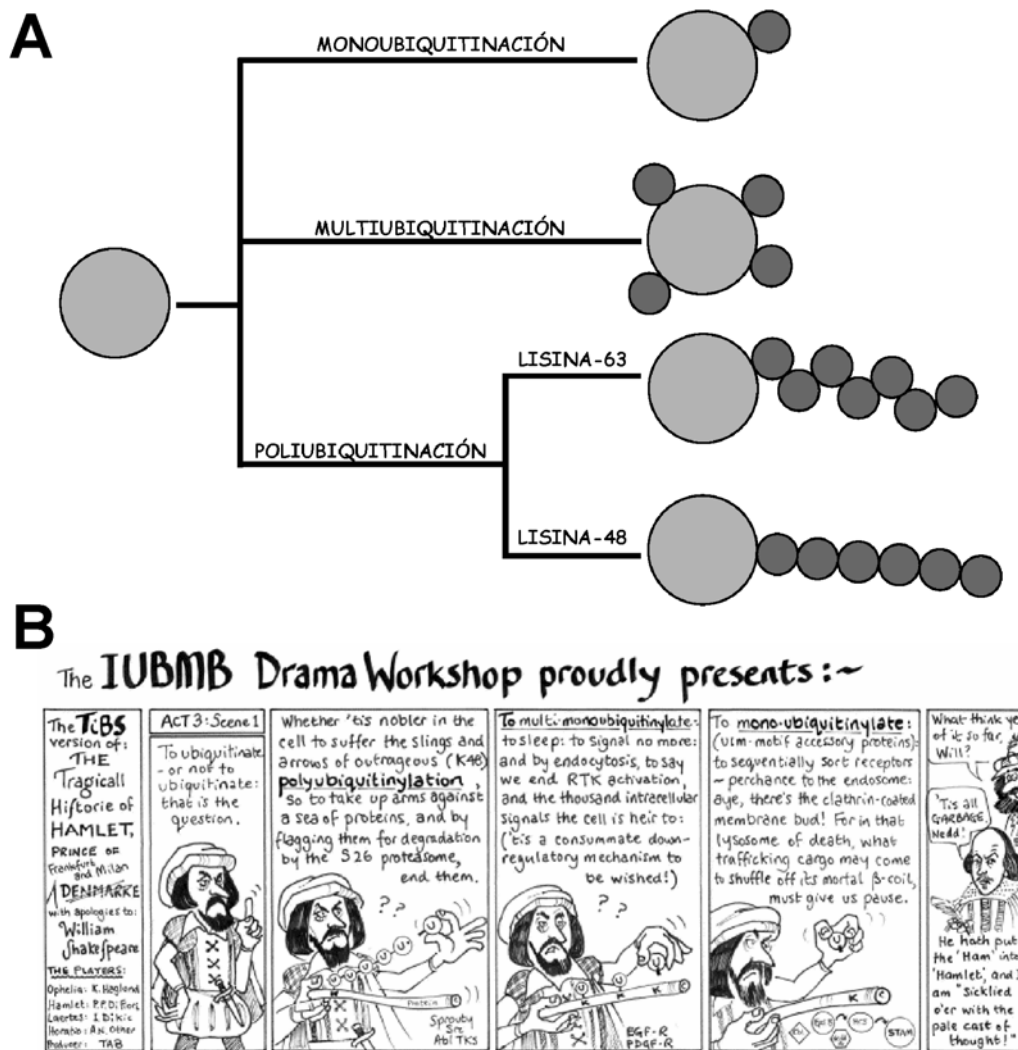 A
MONOUBIQUITINACIÓN
MULTIUBIQUITINACIÓN
LISINA-63
POLIUBIQUITINACIÓN
LISINA-48
B
The IUBMB Drama Workshop proudly presents:~
The TiBS
version of:
THE
Tragicall
Historie of
HAMLET,
PRINCE OF
Frankfurt
and Milan
DENMARKE
with apologies to:
William
Shakespeare
THE PLAYERS:
Ophelia: K. Haglund
Hamlet: P.P. Di Fiore
Laertes: I. Dikic
Horatio: A.N. Other
Producer: TAB
ACT 3: Scene 1
To ubiquitinate
- or not to
ubiquitinate:
that is the
question.
Whether 'tis nobler in the
cell to suffer the slings and
arrows of outrageous (K48)
polyubiquitinylation,
so to take up arms against
a sea of proteins, and by
flagging them for degradation
by the S26 proteasome,
end them.
? ?
U
Protein
C
Sprouty
Src
Abl TKs
To multi-monoubiquitinylate:
to sleep: to signal no more:
and by endocytosis, to say
we end RTK activation,
and the thousand intracellular
signals the cell is heir to:
('tis a consummate down-
regulatory mechanism to
be wished!)
? ?
U
K
K
C
EGF-R
PDGF-R
To mono-ubiquitinylate:
(uim-motif accessory proteins):
to sequentially sort receptors
~ perchance to the endosome:
aye, there's the clathrin-coated
membrane bud! For in that
lysosome of death, what
trafficking cargo may come
to shuffle off its mortal β-coil,
must give us pause.
U
K
C
STAM
What think ye
of it so far,
Will?
'Tis all
GARBAGE
Nedd!
He hath put
the 'Ham' into
'Hamlet', and I
am "Sicklied
o'er with the
pale cast of
thought!"